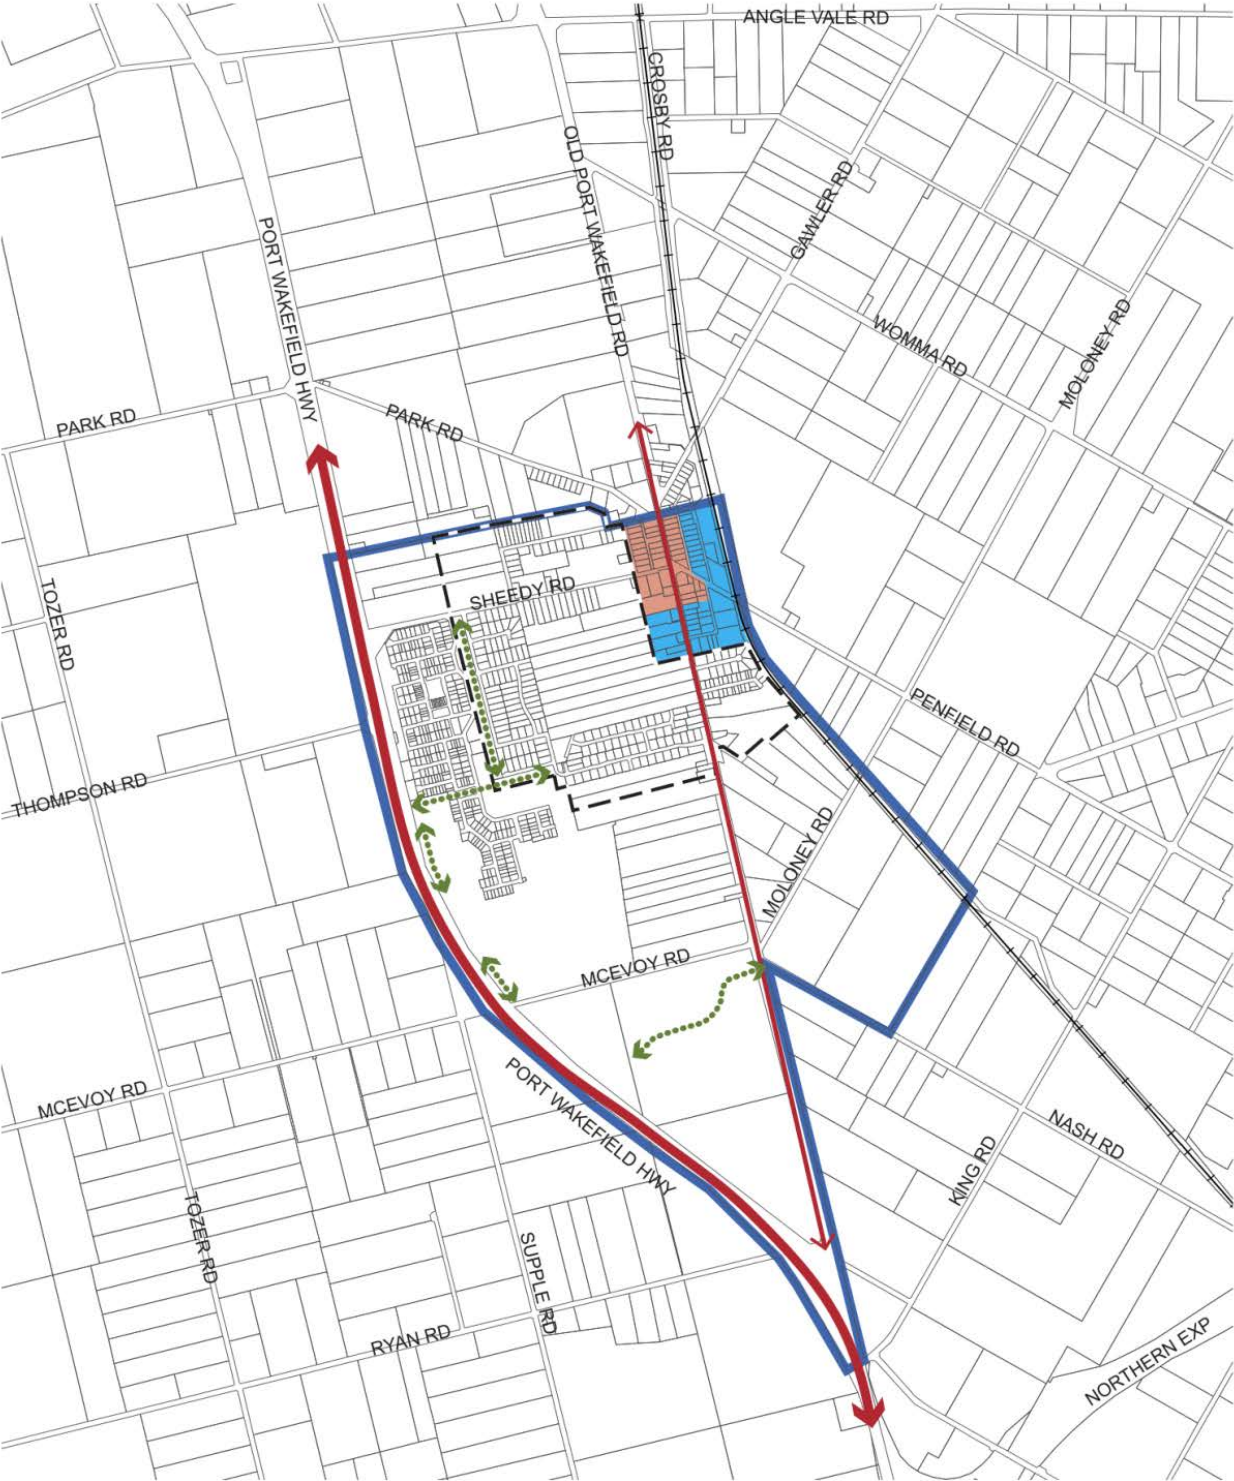 ANGLE VALE RD
CROSBY RD
OLD PORT WAKEFIELD RD
GAWLER RD
PORT WAKEFIELD HWY
WOMMA RD
MOLONEY RD
PARK RD
PARK RD
SHEEDY RD
TOZER RD
PENFIELD RD
THOMPSON RD
MOLONEY RD
MCEVOY RD
MCEVOY RD
PORT WAKEFIELD HWY
NASH RD
KING RD
TOZER RD
SUPPLE RD
RYAN RD
NORTHERN EXP